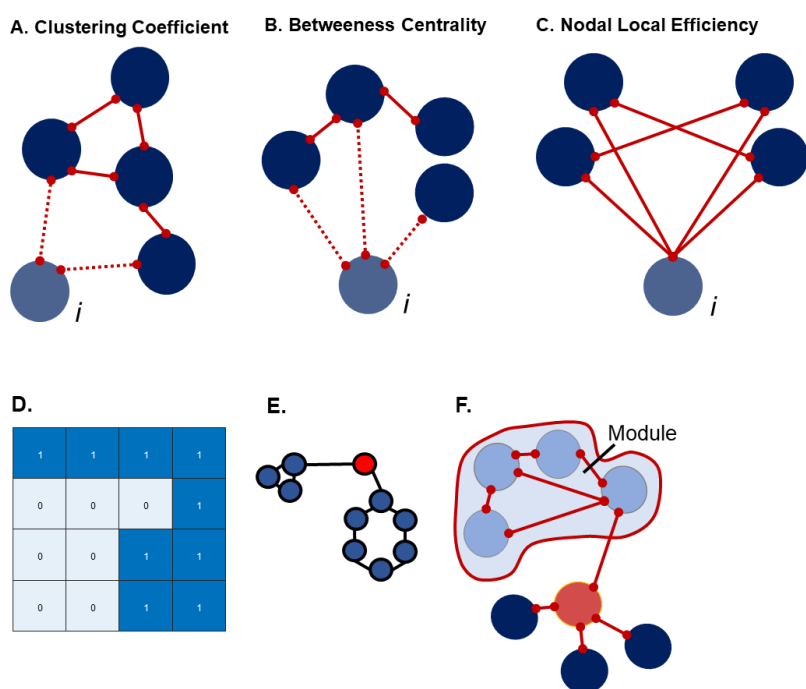 A. Clustering Coefficient
B. Betweeness Centrality
C. Nodal Local Efficiency
i
i
i
D.
E.
F.
Module
1 1 1 1
0 0 0 1
0 0 1 1
0 0 1 1